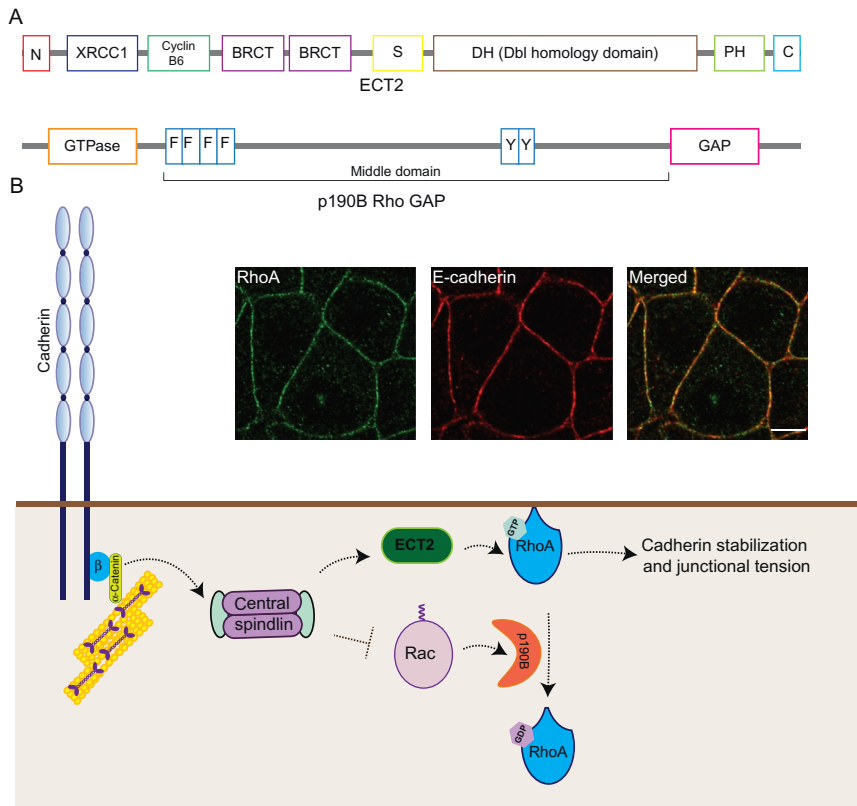 A
N XRCC1 Cyclin B6 BRCT BRCT S DH (Dbl homology domain) PH C
ECT2
GTPase F F F F Y Y GAP
Middle domain
p190B Rho GAP
B
Cadherin
RhoA E-cadherin Merged
β
α-Catenin
Central
spindlin
ECT2
GTP
RhoA
Cadherin stabilization
and junctional tension
Rac
p190B
GDP
RhoA